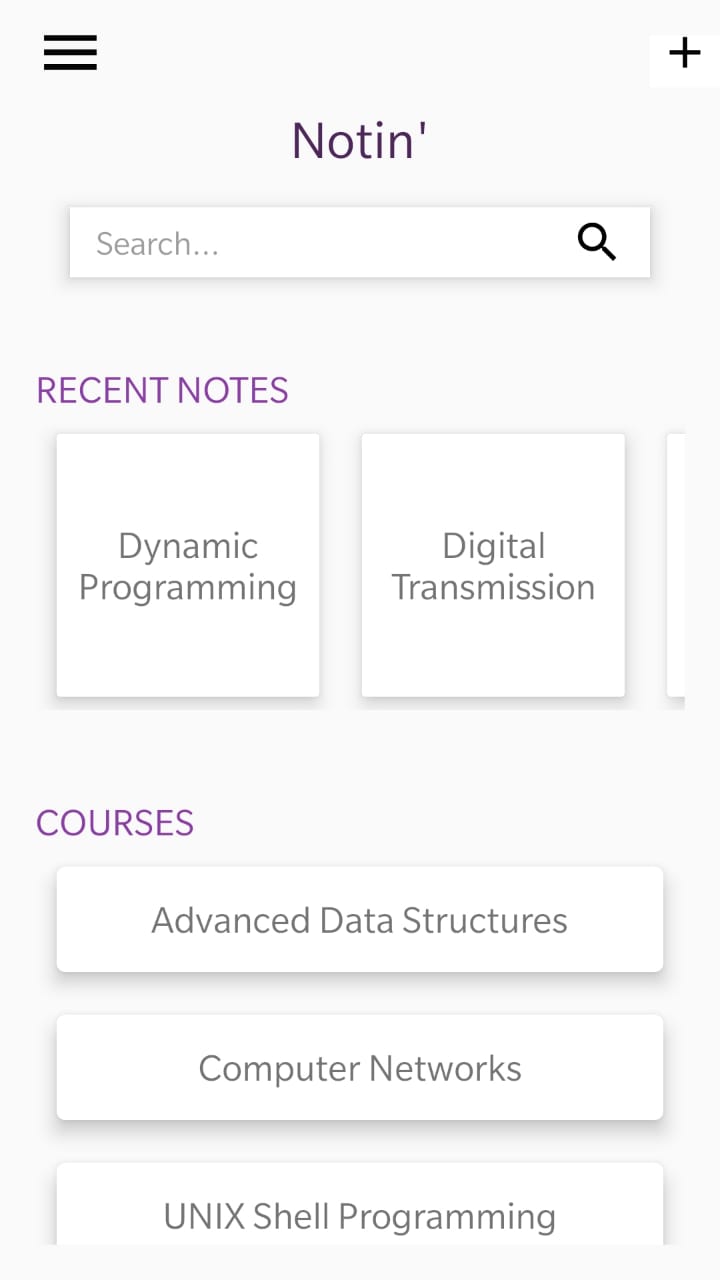 Notin'
Search...
RECENT NOTES
Dynamic
Programming
Digital
Transmission
COURSES
Advanced Data Structures
Computer Networks
UNIX Shell Programming